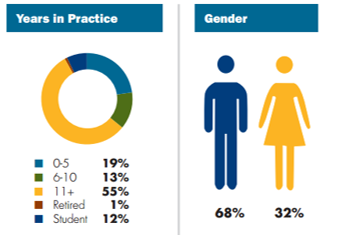 Years in Practice
0-5 19%
6-10 13%
11+ 55%
Retired 1%
Student 12%
Gender
68% 32%